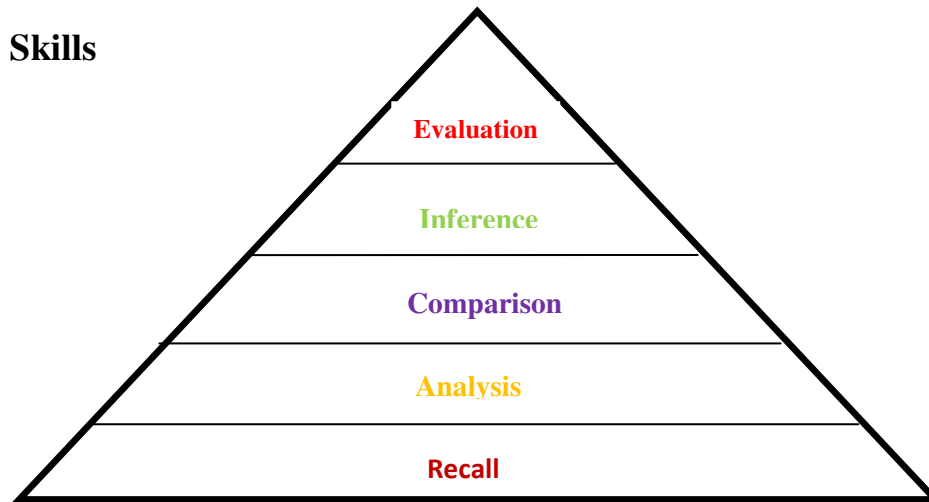 Skills
Evaluation
Inference
Comparison
Analysis
Recall